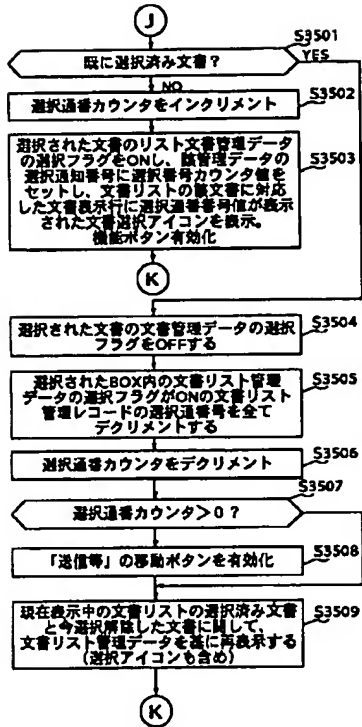 J
S3501
既に選択済み文書?
YES
NO
S3502
選択通番カウンタをインクリメント
選択された文書のリスト文書管理データ
の選択フラグをONし、該管理データの
選択通知番号に選択番号カウンタ値を
セットし、文書リストの該文書に対応
した文書表示行に選択通番番号値が表示
された文書選択アイコンを表示。
機能ボタン有効化
S3503
K
S3504
選択された文書の文書管理データの選択
フラグをOFFする
S3505
選択されたBOX内の文書リスト管理
データの選択フラグがONの文書リスト
管理レコードの選択通番号を全て
デクリメントする
S3506
選択通番カウンタをデクリメント
S3507
選択通番カウンタ>0?
S3508
「送信等」の移動ボタンを有効化
S3509
現在表示中の文書リストの選択済み文書
と今選択解除した文書に関して、
文書リスト管理データを基に再表示する
(選択アイコンも含め)
K